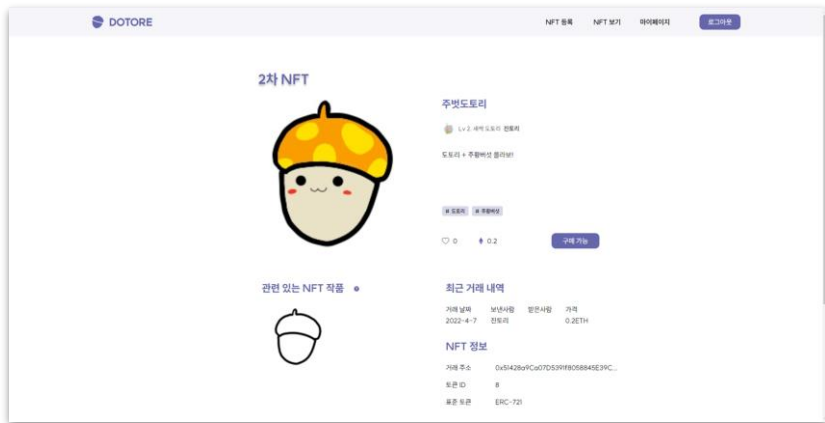 DOTORE
NFT 등록 NFT 보기 마이페이지 로그아웃
2차 NFT
주벗도토리
Lv 2. 새싹 도토리 진토리
도토리 + 주황버섯 콜라보!
# 도토리 # 주황버섯
0 0.2 구매 가능
관련 있는 NFT 작품
최근 거래 내역
거래 날짜 보낸사람 받은사람 가격
2022-4-7 진토리 0.2ETH
NFT 정보
거래 주소 0x51428a9Ca07D5391f8058845E39C...
토큰 ID 8
표준 토큰 ERC-721